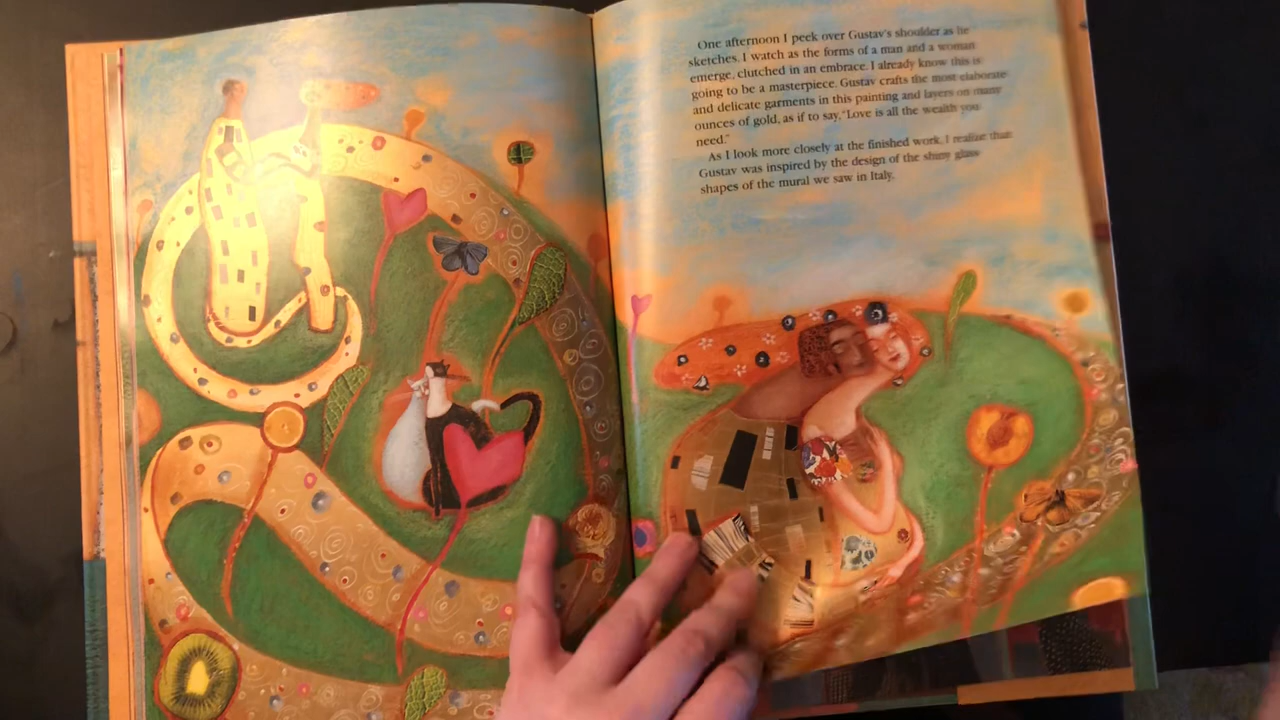 One afternoon I peek over Gustav's shoulder as he
sketches. I watch as the forms of a man and a woman
emerge, clutched in an embrace. I already know this is
going to be a masterpiece. Gustav crafts the most elaborate
and delicate garments in this painting and layers on many
ounces of gold, as if to say, "Love is all the wealth you
need."
As I look more closely at the finished work, I realize that
Gustav was inspired by the design of the shiny glass
shapes of the mural we saw in Italy.